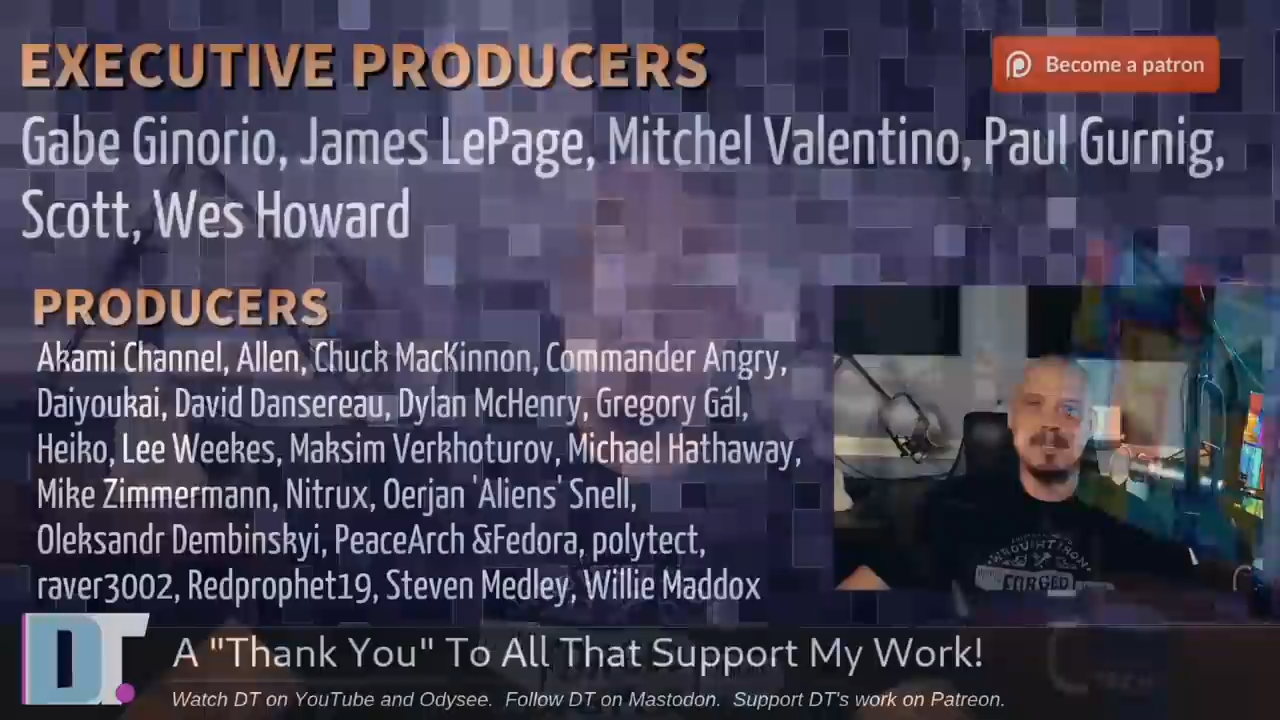 EXECUTIVE PRODUCERS
Become a patron
Gabe Ginorio, James LePage, Mitchel Valentino, Paul Gurnig,
Scott, Wes Howard
PRODUCERS
Akami Channel, Allen, Chuck MacKinnon, Commander Angry,
Daiyoukai, David Dansereau, Dylan McHenry, Gregory Gál,
Heiko, Lee Weekes, Maksim Verkhoturov, Michael Hathaway,
Mike Zimmermann, Nitrux, Oerjan 'Aliens' Snell,
Oleksandr Dembinskyi, PeaceArch &Fedora, polytect,
raver3002, Redprophet19, Steven Medley, Willie Maddox
WROUGHT IRON
FORGED
DT
A "Thank You" To All That Support My Work!
Watch DT on YouTube and Odysee. Follow DT on Mastodon. Support DT's work on Patreon.